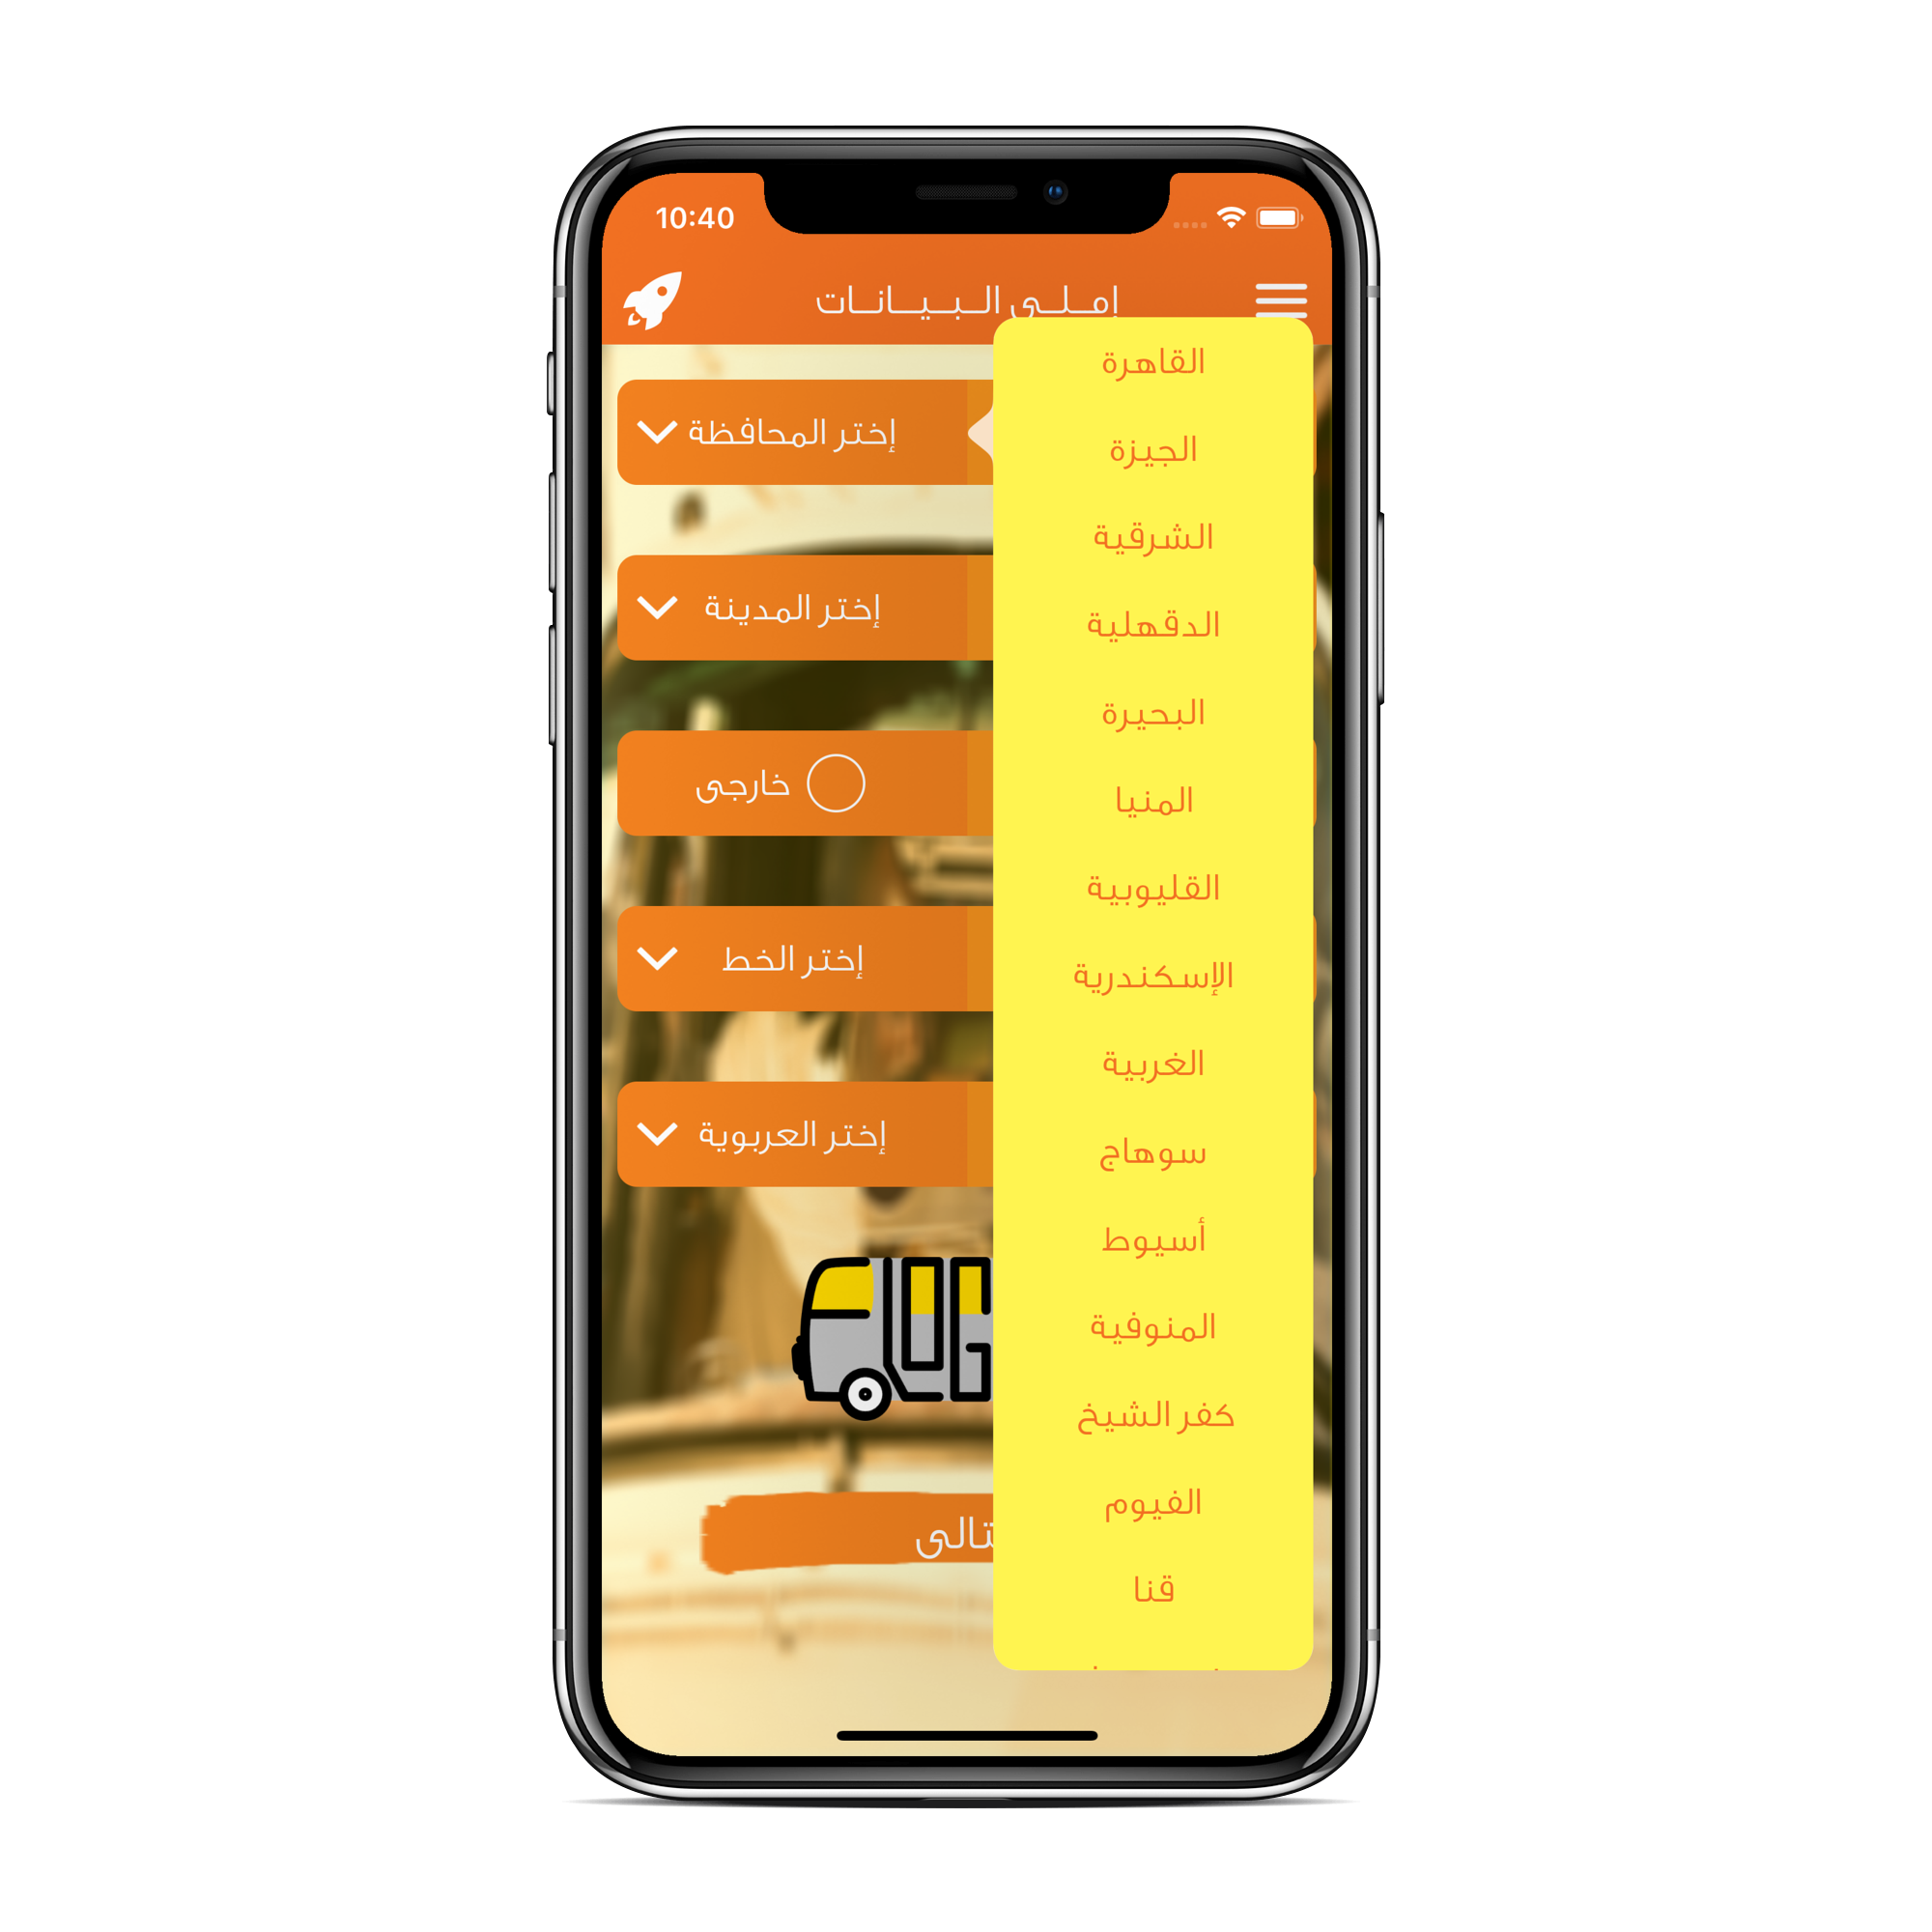 10:40
إملى البيانات
إختر المحافظة
إختر المدينة
خارجى
إختر الخط
إختر العربوية
القاهرة
الجيزة
الشرقية
الدقهلية
البحيرة
المنيا
القليوبية
الإسكندرية
الغربية
سوهاج
أسيوط
المنوفية
كفر الشيخ
الفيوم
قنا